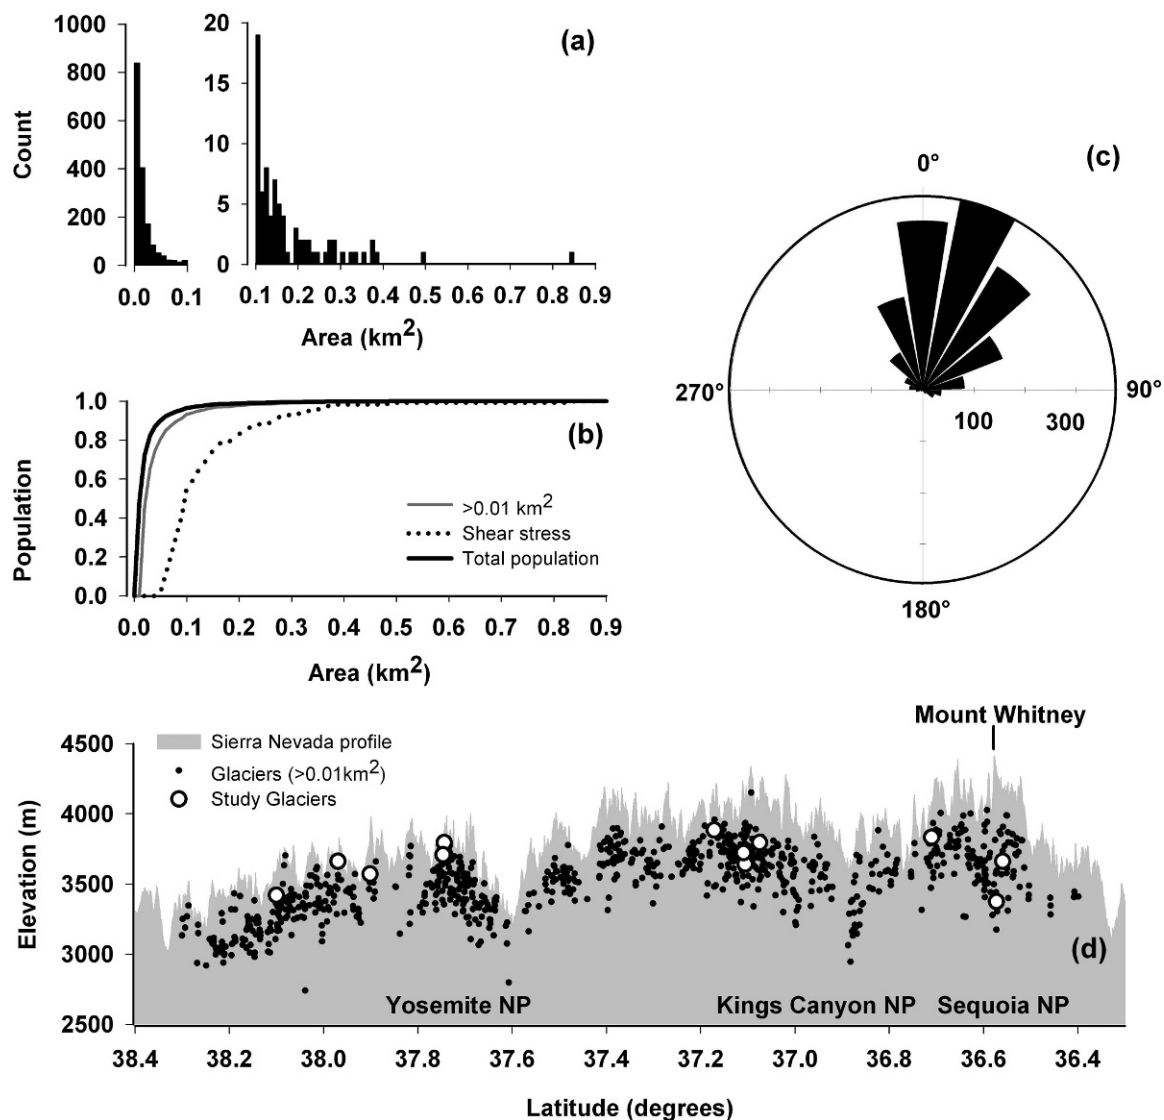 (a)
1000
800
600
400
200
0
Count
0.0 0.1
20
15
10
5
0
0.1 0.2 0.3 0.4 0.5 0.6 0.7 0.8 0.9
Area (km2)
(b)
1.0
0.8
0.6
0.4
0.2
0.0
Population
>0.01 km2
Shear stress
Total population
0.0 0.1 0.2 0.3 0.4 0.5 0.6 0.7 0.8 0.9
Area (km2)
(c)
0°
270°
90°
100 300
180°
Mount Whitney
4500
4000
3500
3000
2500
Elevation (m)
Sierra Nevada profile
Glaciers (>0.01km2)
Study Glaciers
(d)
Yosemite NP Kings Canyon NP Sequoia NP
38.4 38.2 38.0 37.8 37.6 37.4 37.2 37.0 36.8 36.6 36.4
Latitude (degrees)